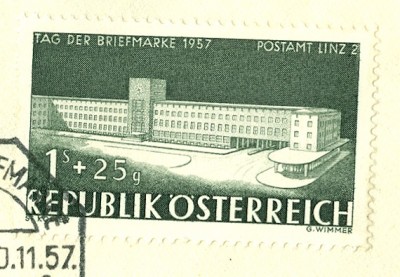 TAG DER BRIEFMARKE 1957 POSTAMT LINZ 2
1S + 25g
REPUBLIK ÖSTERREICH
G. WIMMER
0.11.57.